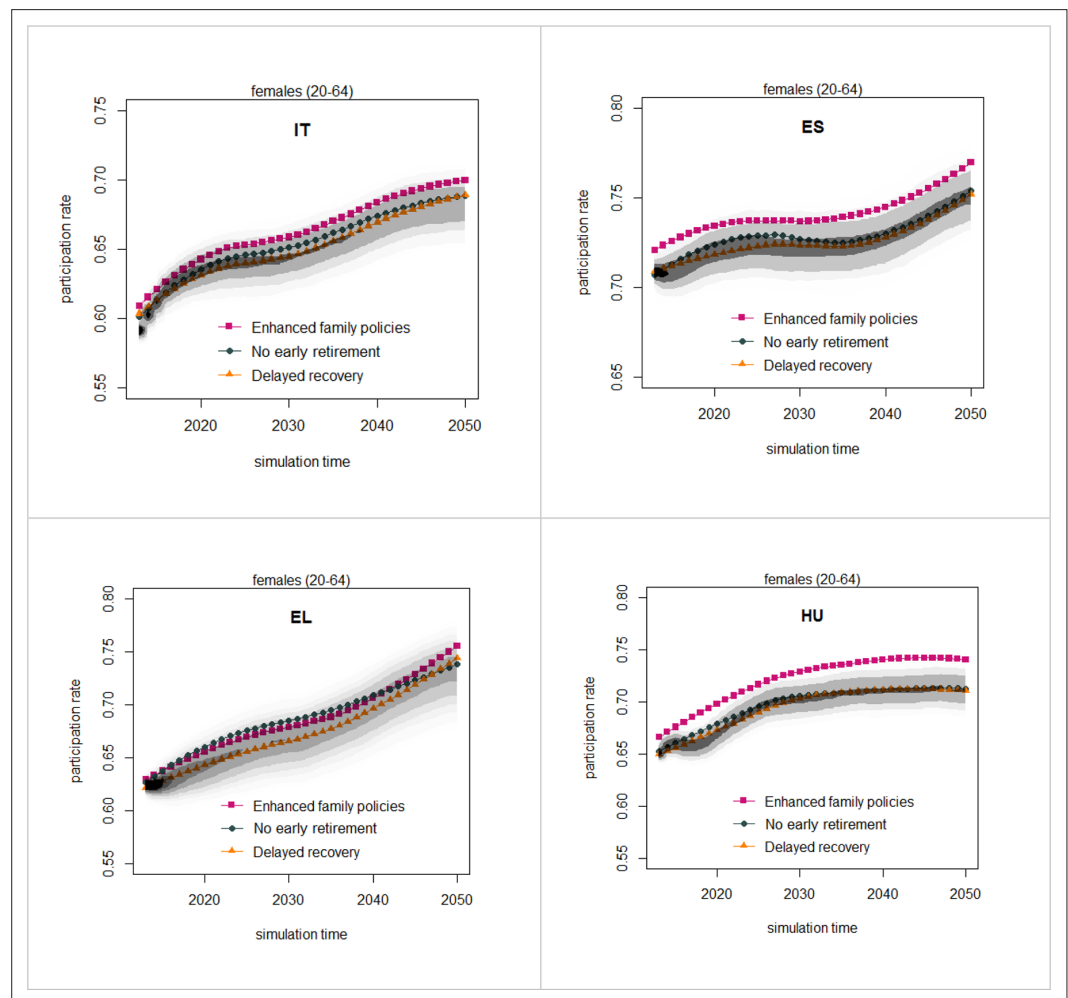 females (20-64)
IT
participation rate
0.75
0.70
0.65
0.60
0.55
Enhanced family policies
No early retirement
Delayed recovery
2020 2030 2040 2050
simulation time
females (20-64)
ES
participation rate
0.80
0.75
0.70
0.65
Enhanced family policies
No early retirement
Delayed recovery
2020 2030 2040 2050
simulation time
females (20-64)
EL
participation rate
0.80
0.75
0.70
0.65
0.60
0.55
Enhanced family policies
No early retirement
Delayed recovery
2020 2030 2040 2050
simulation time
females (20-64)
HU
participation rate
0.80
0.75
0.70
0.65
0.60
0.55
Enhanced family policies
No early retirement
Delayed recovery
2020 2030 2040 2050
simulation time